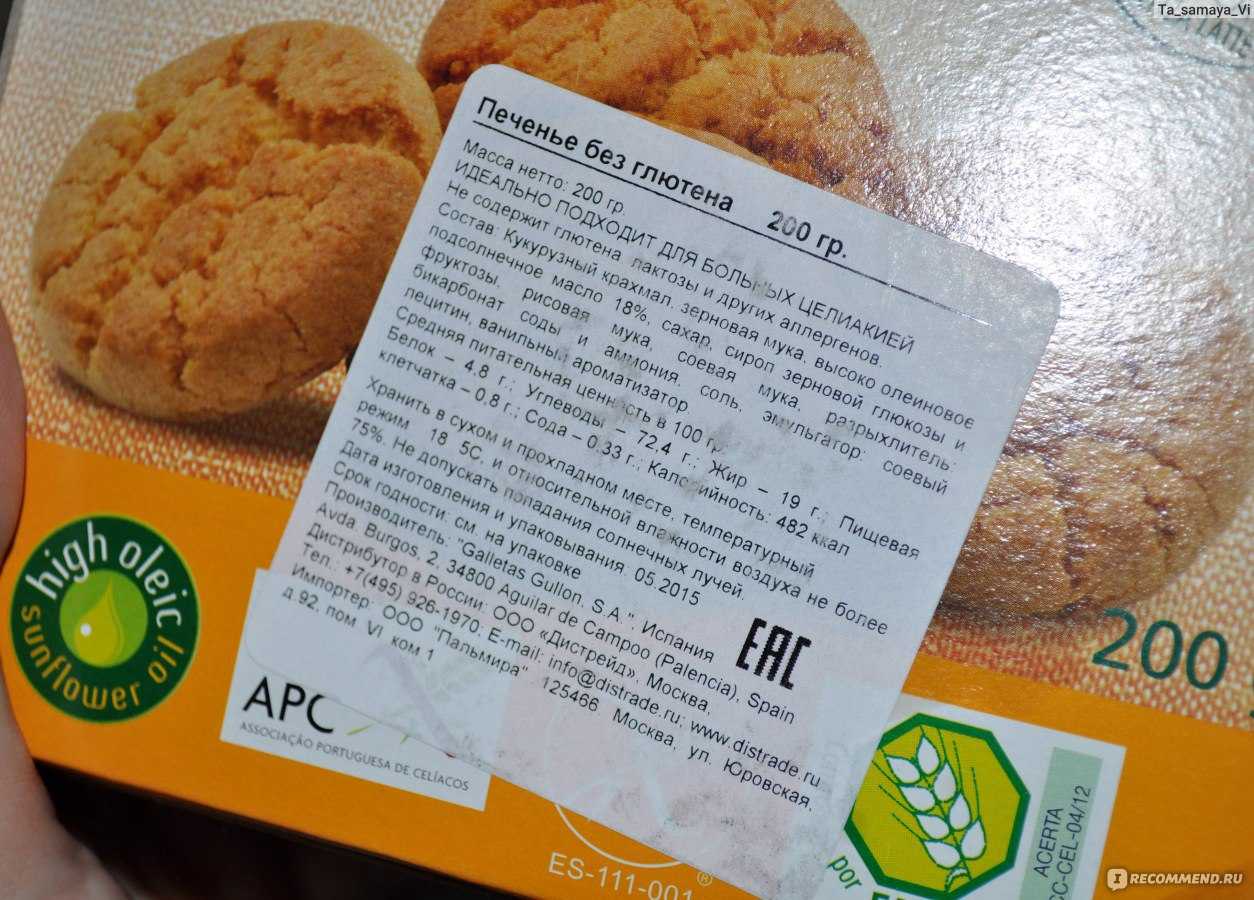 Ta_samaya_Vi
Печенье без глютена 200 гр.
Масса нетто: 200 гр.
ИДЕАЛЬНО ПОДХОДИТ ДЛЯ БОЛЬНЫХ ЦЕЛИАКИЕЙ
Не содержит глютена, лактозы и других аллергенов.
Состав: Кукурузный крахмал, зерновая мука, высоко олеиновое
подсолнечное масло 18%, сахар, сироп зерновой глюкозы и
фруктозы, рисовая мука, соевая мука, разрыхлитель:
бикарбонат соды и аммония, соль, эмульгатор: соевый
лецитин, ванильный ароматизатор
Средняя питательная ценность в 100 гр.
Белок – 4,8 г.; Углеводы – 72,4 г.; Жир – 19 г.; Пищевая
клетчатка – 0,8 г.; Сода – 0,33 г.; Калорийность: 482 ккал
Хранить в сухом и прохладном месте, температурный
режим 18 5С, и относительной влажности воздуха не более
75%. Не допускать попадания солнечных лучей.
Дата изготовления и упаковывания: 05.2015
Срок годности: см. на упаковке
Производитель: "Galletas Gullon, S.A.", Испания
Avda. Burgos, 2, 34800 Aguilar de Campoo (Palencia), Spain
Дистрибутор в России: ООО «Дистрейд», Москва,
Тел.: +7(495) 926-1970; E-mail: info@distrade.ru; www.distrade.ru
Импортер: ООО "Пальмира", 125466, Москва, ул. Юровская,
д.92, пом. VI, ком 1
EAC
200
high oleic
sunflower oil
APC
ASSOCIAÇÃO PORTUGUESA DE CELÍACOS
ES-111-001
®
por
ACERTA
CC-CEL-04/12
IRECOMMEND.RU